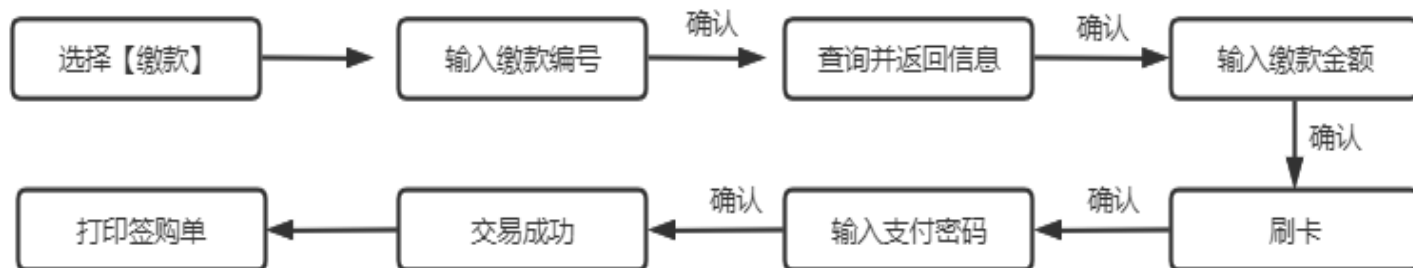 选择【缴款】
输入缴款编号
确认
查询并返回信息
确认
输入缴款金额
确认
刷卡
确认
输入支付密码
确认
交易成功
打印签购单